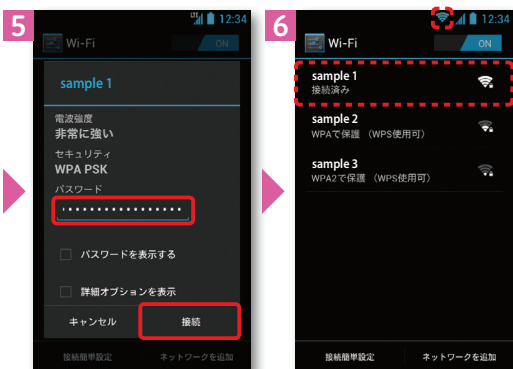 5
LTE 12:34
Wi-Fi
ON
sample 1
電波強度
非常に強い
セキュリティ
WPA PSK
パスワード
••••••••••••••••
パスワードを表示する
詳細オプションを表示
キャンセル 接続
接続簡単設定 ネットワークを追加
6
12:34
Wi-Fi
ON
sample 1
接続済み
sample 2
WPAで保護 （WPS使用可）
sample 3
WPA2で保護 （WPS使用可）
接続簡単設定 ネットワークを追加